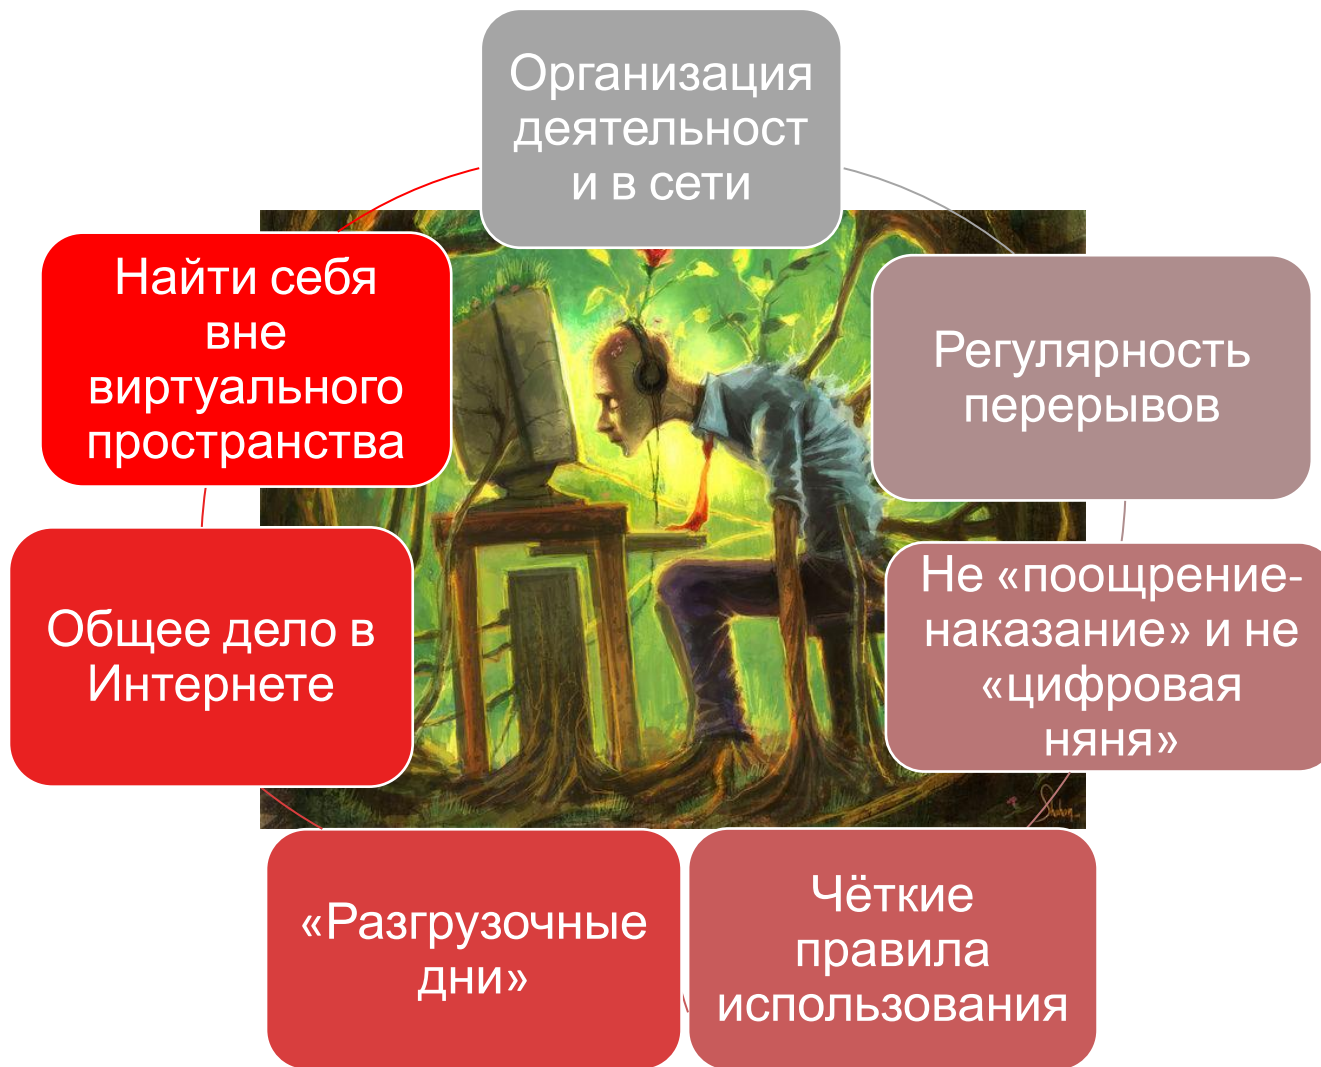 Организация
деятельност
и в сети
Регулярность
перерывов
Не «поощрение-
наказание» и не
«цифровая
няня»
Чёткие
правила
использования
«Разгрузочные
дни»
Общее дело в
Интернете
Найти себя
вне
виртуального
пространства